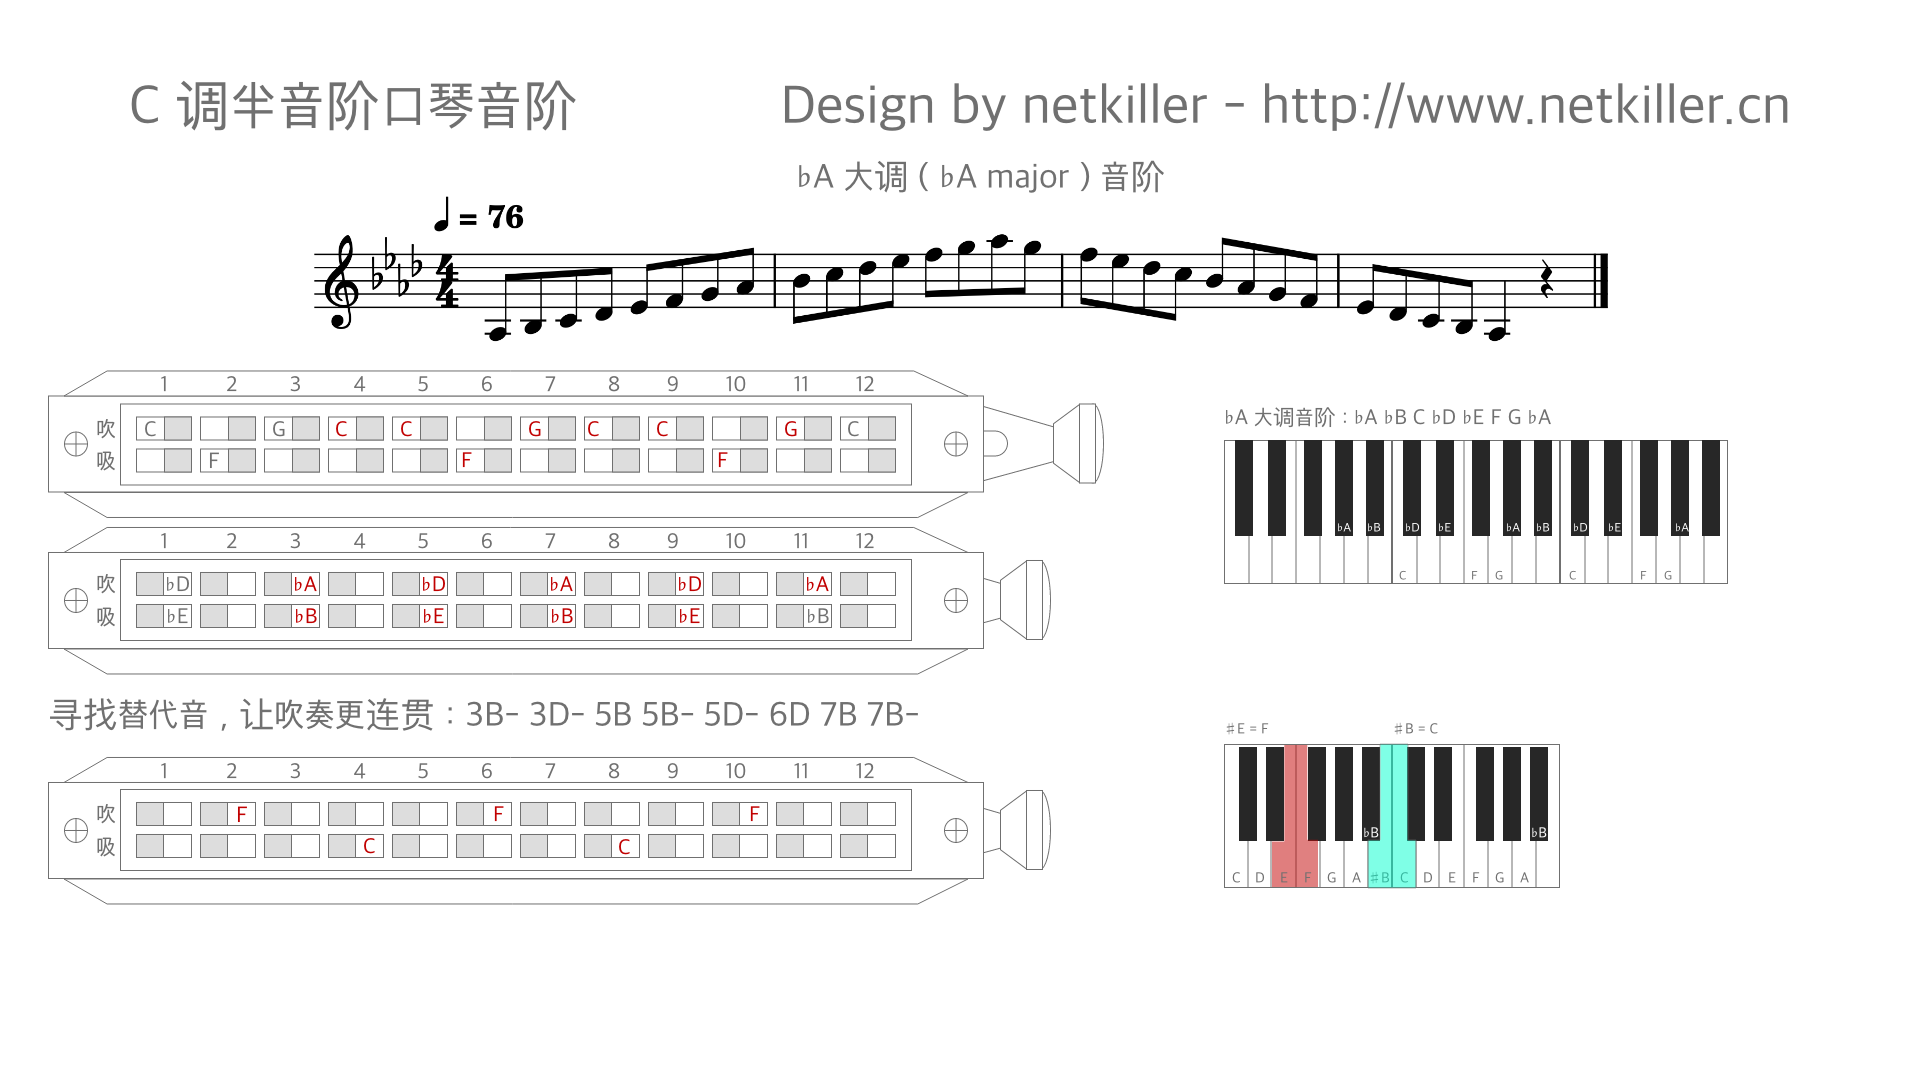 C 调半音阶口琴音阶
Design by netkiller - http://www.netkiller.cn
♭A 大调 ( ♭A major ) 音阶
♩ = 76
4
4
1 2 3 4 5 6 7 8 9 10 11 12
吹 C G C C G C C G C
吸 F F F
1 2 3 4 5 6 7 8 9 10 11 12
吹 ♭D ♭A ♭D ♭A ♭D ♭A
吸 ♭E ♭B ♭E ♭B ♭E ♭B
♭A 大调音阶 : ♭A ♭B C ♭D ♭E F G ♭A
♭A ♭B ♭D ♭E ♭A ♭B ♭D ♭E ♭A
C F G C F G
寻找替代音 , 让吹奏更连贯 : 3B- 3D- 5B 5B- 5D- 6D 7B 7B-
1 2 3 4 5 6 7 8 9 10 11 12
吹 F F F
吸 C C
♯E = F ♯B = C
♭B ♭B
C D E F G A ♯B C D E F G A